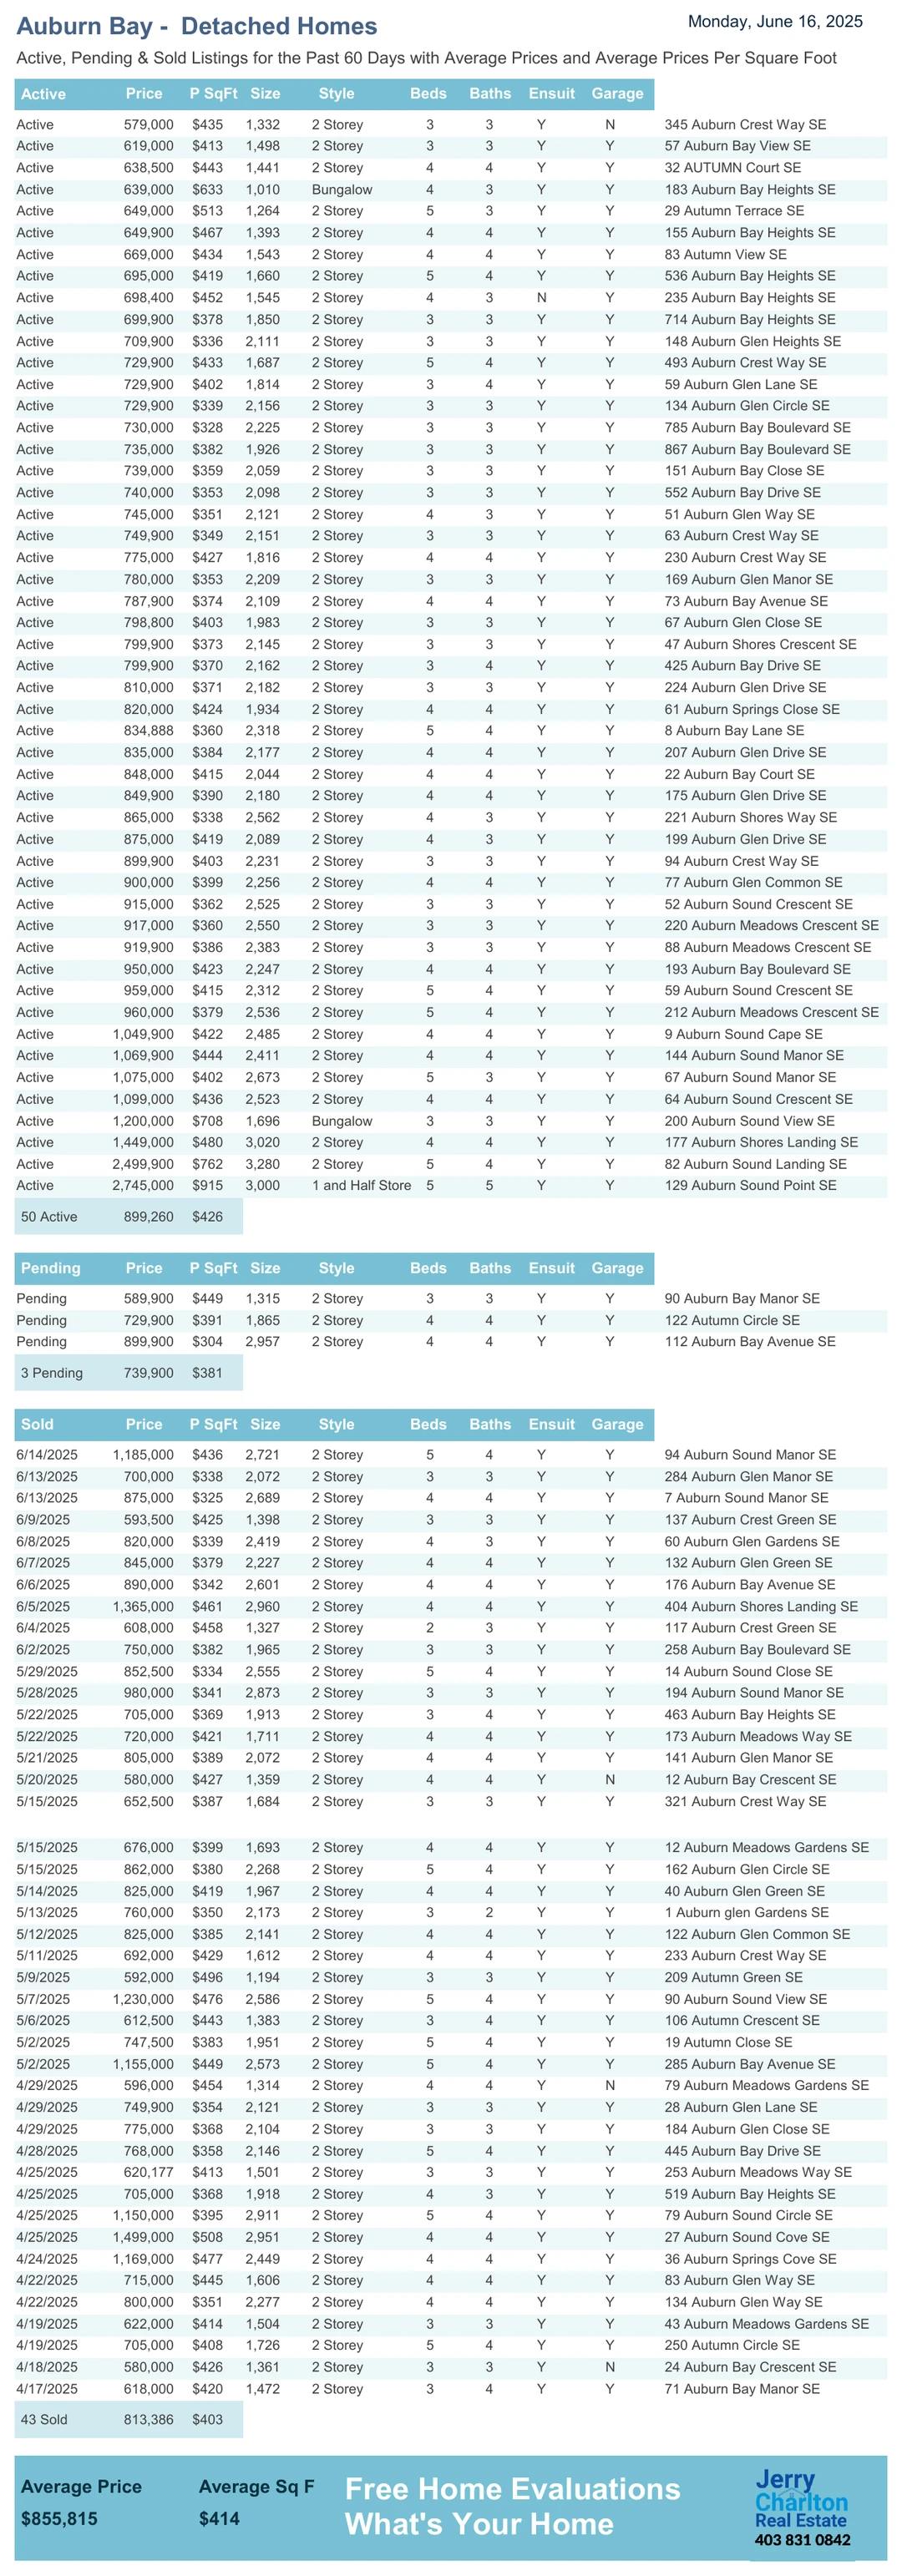 Auburn Bay - Detached Homes
Monday, June 16, 2025
Active, Pending & Sold Listings for the Past 60 Days with Average Prices and Average Prices Per Square Foot
Active Price P SqFt Size Style Beds Baths Ensuit Garage
Active 579,000 $435 1,332 2 Storey 3 3 Y N 345 Auburn Crest Way SE
Active 619,000 $413 1,498 2 Storey 3 3 Y Y 57 Auburn Bay View SE
Active 638,500 $443 1,441 2 Storey 4 4 Y Y 32 AUTUMN Court SE
Active 639,000 $633 1,010 Bungalow 4 3 Y Y 183 Auburn Bay Heights SE
Active 649,000 $513 1,264 2 Storey 5 3 Y Y 29 Autumn Terrace SE
Active 649,900 $467 1,393 2 Storey 4 4 Y Y 155 Auburn Bay Heights SE
Active 669,000 $434 1,543 2 Storey 4 4 Y Y 83 Autumn View SE
Active 695,000 $419 1,660 2 Storey 5 4 Y Y 536 Auburn Bay Heights SE
Active 698,400 $452 1,545 2 Storey 4 3 N Y 235 Auburn Bay Heights SE
Active 699,900 $378 1,850 2 Storey 3 3 Y Y 714 Auburn Bay Heights SE
Active 709,900 $336 2,111 2 Storey 3 3 Y Y 148 Auburn Glen Heights SE
Active 729,900 $433 1,687 2 Storey 5 4 Y Y 493 Auburn Crest Way SE
Active 729,900 $402 1,814 2 Storey 3 4 Y Y 59 Auburn Glen Lane SE
Active 729,900 $339 2,156 2 Storey 3 3 Y Y 134 Auburn Glen Circle SE
Active 730,000 $328 2,225 2 Storey 3 3 Y Y 785 Auburn Bay Boulevard SE
Active 735,000 $382 1,926 2 Storey 3 3 Y Y 867 Auburn Bay Boulevard SE
Active 739,000 $359 2,059 2 Storey 3 3 Y Y 151 Auburn Bay Close SE
Active 740,000 $353 2,098 2 Storey 3 3 Y Y 552 Auburn Bay Drive SE
Active 745,000 $351 2,121 2 Storey 4 3 Y Y 51 Auburn Glen Way SE
Active 749,900 $349 2,151 2 Storey 3 3 Y Y 63 Auburn Crest Way SE
Active 775,000 $427 1,816 2 Storey 4 4 Y Y 230 Auburn Crest Way SE
Active 780,000 $353 2,209 2 Storey 3 3 Y Y 169 Auburn Glen Manor SE
Active 787,900 $374 2,109 2 Storey 4 4 Y Y 73 Auburn Bay Avenue SE
Active 798,800 $403 1,983 2 Storey 3 3 Y Y 67 Auburn Glen Close SE
Active 799,900 $373 2,145 2 Storey 3 3 Y Y 47 Auburn Shores Crescent SE
Active 799,900 $370 2,162 2 Storey 3 4 Y Y 425 Auburn Bay Drive SE
Active 810,000 $371 2,182 2 Storey 3 3 Y Y 224 Auburn Glen Drive SE
Active 820,000 $424 1,934 2 Storey 4 4 Y Y 61 Auburn Springs Close SE
Active 834,888 $360 2,318 2 Storey 5 4 Y Y 8 Auburn Bay Lane SE
Active 835,000 $384 2,177 2 Storey 4 4 Y Y 207 Auburn Glen Drive SE
Active 848,000 $415 2,044 2 Storey 4 4 Y Y 22 Auburn Bay Court SE
Active 849,900 $390 2,180 2 Storey 4 4 Y Y 175 Auburn Glen Drive SE
Active 865,000 $338 2,562 2 Storey 4 3 Y Y 221 Auburn Shores Way SE
Active 875,000 $419 2,089 2 Storey 4 3 Y Y 199 Auburn Glen Drive SE
Active 899,900 $403 2,231 2 Storey 3 3 Y Y 94 Auburn Crest Way SE
Active 900,000 $399 2,256 2 Storey 4 4 Y Y 77 Auburn Glen Common SE
Active 915,000 $362 2,525 2 Storey 3 3 Y Y 52 Auburn Sound Crescent SE
Active 917,000 $360 2,550 2 Storey 3 3 Y Y 220 Auburn Meadows Crescent SE
Active 919,900 $386 2,383 2 Storey 3 3 Y Y 88 Auburn Meadows Crescent SE
Active 950,000 $423 2,247 2 Storey 4 4 Y Y 193 Auburn Bay Boulevard SE
Active 959,000 $415 2,312 2 Storey 5 4 Y Y 59 Auburn Sound Crescent SE
Active 960,000 $379 2,536 2 Storey 5 4 Y Y 212 Auburn Meadows Crescent SE
Active 1,049,900 $422 2,485 2 Storey 4 4 Y Y 9 Auburn Sound Cape SE
Active 1,069,900 $444 2,411 2 Storey 4 4 Y Y 144 Auburn Sound Manor SE
Active 1,075,000 $402 2,673 2 Storey 5 3 Y Y 67 Auburn Sound Manor SE
Active 1,099,000 $436 2,523 2 Storey 4 4 Y Y 64 Auburn Sound Crescent SE
Active 1,200,000 $708 1,696 Bungalow 3 3 Y Y 200 Auburn Sound View SE
Active 1,449,000 $480 3,020 2 Storey 4 4 Y Y 177 Auburn Shores Landing SE
Active 2,499,900 $762 3,280 2 Storey 5 4 Y Y 82 Auburn Sound Landing SE
Active 2,745,000 $915 3,000 1 and Half Store 5 5 Y Y 129 Auburn Sound Point SE
50 Active 899,260 $426
Pending Price P SqFt Size Style Beds Baths Ensuit Garage
Pending 589,900 $449 1,315 2 Storey 3 3 Y Y 90 Auburn Bay Manor SE
Pending 729,900 $391 1,865 2 Storey 4 4 Y Y 122 Autumn Circle SE
Pending 899,900 $304 2,957 2 Storey 4 4 Y Y 112 Auburn Bay Avenue SE
3 Pending 739,900 $381
Sold Price P SqFt Size Style Beds Baths Ensuit Garage
6/14/2025 1,185,000 $436 2,721 2 Storey 5 4 Y Y 94 Auburn Sound Manor SE
6/13/2025 700,000 $338 2,072 2 Storey 3 3 Y Y 284 Auburn Glen Manor SE
6/13/2025 875,000 $325 2,689 2 Storey 4 4 Y Y 7 Auburn Sound Manor SE
6/9/2025 593,500 $425 1,398 2 Storey 3 3 Y Y 137 Auburn Crest Green SE
6/8/2025 820,000 $339 2,419 2 Storey 4 3 Y Y 60 Auburn Glen Gardens SE
6/7/2025 845,000 $379 2,227 2 Storey 4 4 Y Y 132 Auburn Glen Green SE
6/6/2025 890,000 $342 2,601 2 Storey 4 4 Y Y 176 Auburn Bay Avenue SE
6/5/2025 1,365,000 $461 2,960 2 Storey 4 4 Y Y 404 Auburn Shores Landing SE
6/4/2025 608,000 $458 1,327 2 Storey 2 3 Y Y 117 Auburn Crest Green SE
6/2/2025 750,000 $382 1,965 2 Storey 3 3 Y Y 258 Auburn Bay Boulevard SE
5/29/2025 852,500 $334 2,555 2 Storey 5 4 Y Y 14 Auburn Sound Close SE
5/28/2025 980,000 $341 2,873 2 Storey 3 3 Y Y 194 Auburn Sound Manor SE
5/22/2025 705,000 $369 1,913 2 Storey 3 4 Y Y 463 Auburn Bay Heights SE
5/22/2025 720,000 $421 1,711 2 Storey 4 4 Y Y 173 Auburn Meadows Way SE
5/21/2025 805,000 $389 2,072 2 Storey 4 4 Y Y 141 Auburn Glen Manor SE
5/20/2025 580,000 $427 1,359 2 Storey 4 4 Y N 12 Auburn Bay Crescent SE
5/15/2025 652,500 $387 1,684 2 Storey 3 3 Y Y 321 Auburn Crest Way SE
5/15/2025 676,000 $399 1,693 2 Storey 4 4 Y Y 12 Auburn Meadows Gardens SE
5/15/2025 862,000 $380 2,268 2 Storey 5 4 Y Y 162 Auburn Glen Circle SE
5/14/2025 825,000 $419 1,967 2 Storey 4 4 Y Y 40 Auburn Glen Green SE
5/13/2025 760,000 $350 2,173 2 Storey 3 2 Y Y 1 Auburn glen Gardens SE
5/12/2025 825,000 $385 2,141 2 Storey 4 4 Y Y 122 Auburn Glen Common SE
5/11/2025 692,000 $429 1,612 2 Storey 4 4 Y Y 233 Auburn Crest Way SE
5/9/2025 592,000 $496 1,194 2 Storey 3 3 Y Y 209 Autumn Green SE
5/7/2025 1,230,000 $476 2,586 2 Storey 5 4 Y Y 90 Auburn Sound View SE
5/6/2025 612,500 $443 1,383 2 Storey 3 4 Y Y 106 Autumn Crescent SE
5/2/2025 747,500 $383 1,951 2 Storey 5 4 Y Y 19 Autumn Close SE
5/2/2025 1,155,000 $449 2,573 2 Storey 5 4 Y Y 285 Auburn Bay Avenue SE
4/29/2025 596,000 $454 1,314 2 Storey 4 4 Y N 79 Auburn Meadows Gardens SE
4/29/2025 749,900 $354 2,121 2 Storey 3 3 Y Y 28 Auburn Glen Lane SE
4/29/2025 775,000 $368 2,104 2 Storey 3 3 Y Y 184 Auburn Glen Close SE
4/28/2025 768,000 $358 2,146 2 Storey 5 4 Y Y 445 Auburn Bay Drive SE
4/25/2025 620,177 $413 1,501 2 Storey 3 3 Y Y 253 Auburn Meadows Way SE
4/25/2025 705,000 $368 1,918 2 Storey 4 3 Y Y 519 Auburn Bay Heights SE
4/25/2025 1,150,000 $395 2,911 2 Storey 5 4 Y Y 79 Auburn Sound Circle SE
4/25/2025 1,499,000 $508 2,951 2 Storey 4 4 Y Y 27 Auburn Sound Cove SE
4/24/2025 1,169,000 $477 2,449 2 Storey 4 4 Y Y 36 Auburn Springs Cove SE
4/22/2025 715,000 $445 1,606 2 Storey 4 4 Y Y 83 Auburn Glen Way SE
4/22/2025 800,000 $351 2,277 2 Storey 4 4 Y Y 134 Auburn Glen Way SE
4/19/2025 622,000 $414 1,504 2 Storey 3 3 Y Y 43 Auburn Meadows Gardens SE
4/19/2025 705,000 $408 1,726 2 Storey 5 4 Y Y 250 Autumn Circle SE
4/18/2025 580,000 $426 1,361 2 Storey 3 3 Y N 24 Auburn Bay Crescent SE
4/17/2025 618,000 $420 1,472 2 Storey 3 4 Y Y 71 Auburn Bay Manor SE
43 Sold 813,386 $403
Average Price Average Sq F
$855,815 $414
Free Home Evaluations
What's Your Home
Jerry
Charlton
Real Estate
403 831 0842